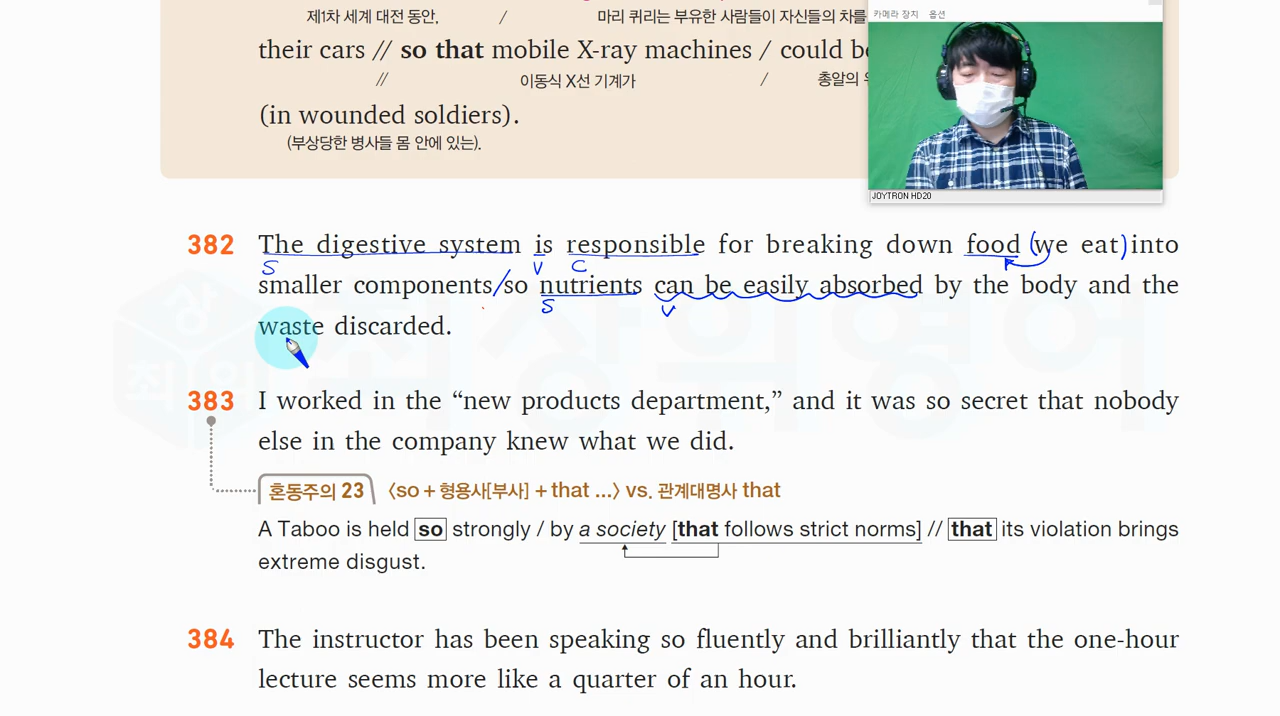 제1차 세계 대전 동안, / 마리 퀴리는 부유한 사람들이 자신들의 차를
카메라 장치 옵션
their cars // so that mobile X-ray machines / could be
// 이동식 X선 기계가 / 총알의
(in wounded soldiers).
(부상당한 병사들 몸 안에 있는).
JOYTRON HD20
382 The digestive system is responsible for breaking down food (we eat) into
S V C
smaller components / so nutrients can be easily absorbed by the body and the
S V
waste discarded.
최상위영어
383 I worked in the “new products department,” and it was so secret that nobody
else in the company knew what we did.
혼동주의 23 〈so + 형용사[부사] + that ...〉 vs. 관계대명사 that
A Taboo is held so strongly / by a society [that follows strict norms] // that its violation brings
extreme disgust.
384 The instructor has been speaking so fluently and brilliantly that the one-hour
lecture seems more like a quarter of an hour.